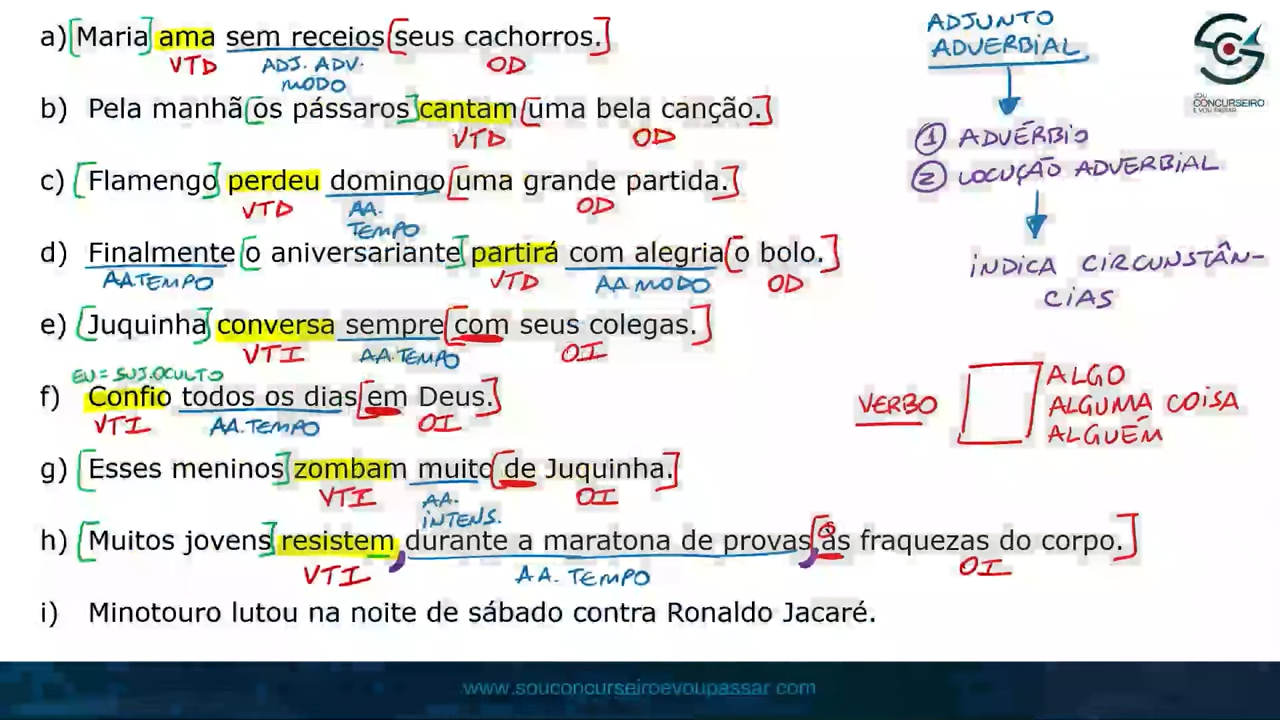 a) [Maria] ama sem receios [seus cachorros.]
VTD ADJ. ADV. MODO OD
b) Pela manhã [os pássaros] cantam [uma bela canção.]
VTD OD
c) [Flamengo] perdeu domingo [uma grande partida.]
VTD AA. TEMPO OD
d) Finalmente [o aniversariante] partirá com alegria [o bolo.]
AA.TEMPO VTD AA MODO OD
e) [Juquinha] conversa sempre [com seus colegas.]
VTI AA.TEMPO OI
EU = SUJ.OCULTO
f) Confio todos os dias [em Deus.]
VTI AA.TEMPO OI
g) [Esses meninos] zombam muito [de Juquinha.]
VTI AA. INTENS. OI
h) [Muitos jovens] resistem, durante a maratona de provas, [às fraquezas do corpo.]
VTI AA. TEMPO OI
i) Minotouro lutou na noite de sábado contra Ronaldo Jacaré.
ADJUNTO
ADVERBIAL
1 ADVÉRBIO
2 LOCUÇÃO ADVERBIAL
INDICA CIRCUNSTÂN-
CIAS
VERBO
ALGO
ALGUMA COISA
ALGUÉM
SOU
CONCURSEIRO
E VOU PASSAR
www.souconcurseiroevoupassar.com